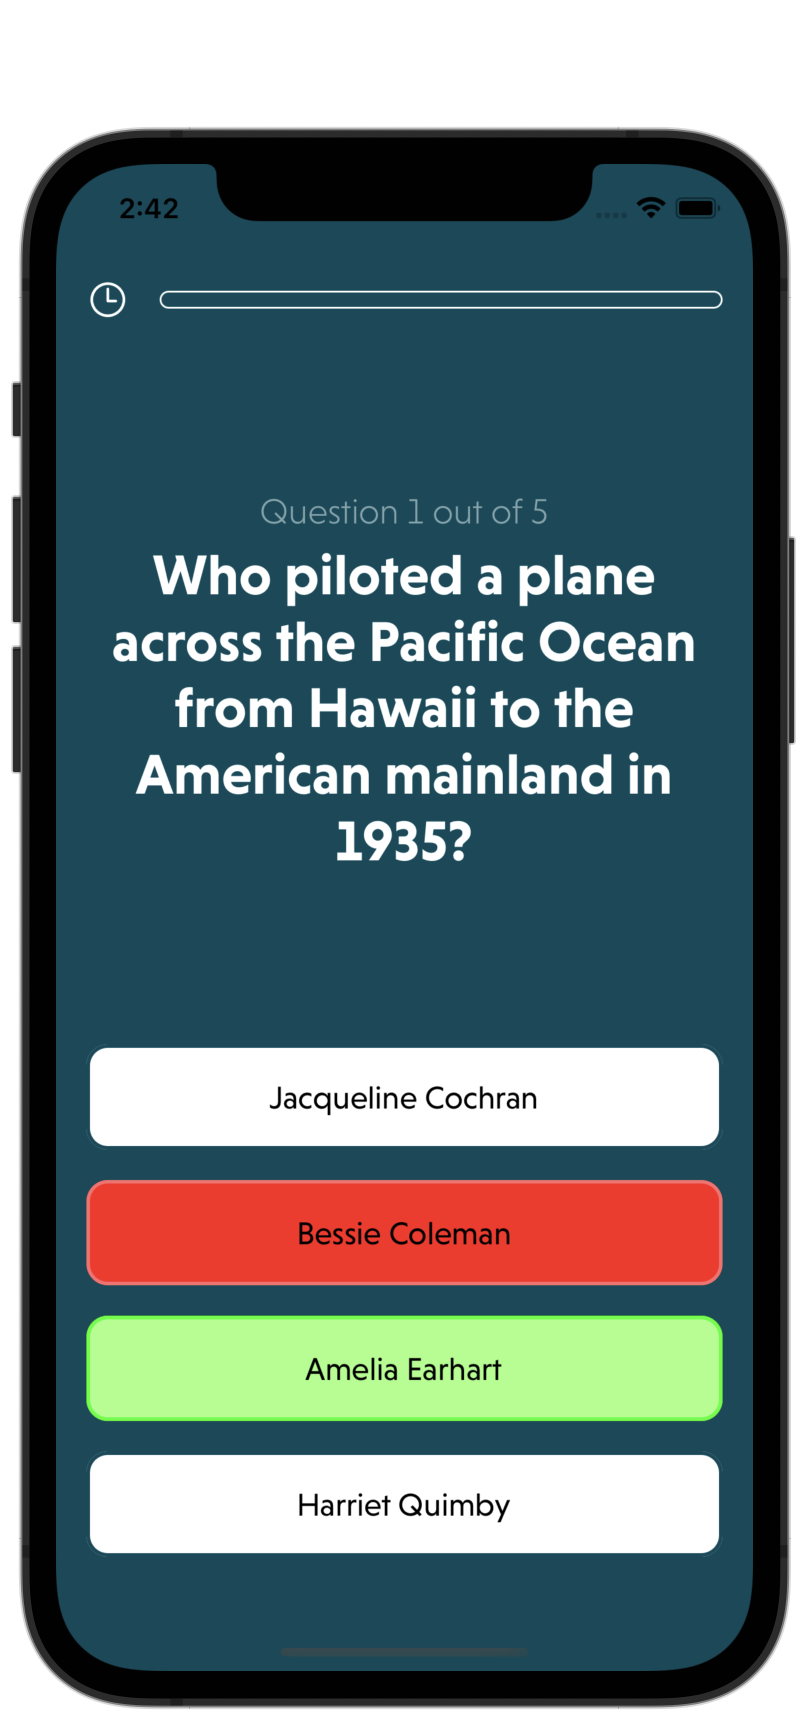 2:42
Question 1 out of 5
Who piloted a plane
across the Pacific Ocean
from Hawaii to the
American mainland in
1935?
Jacqueline Cochran
Bessie Coleman
Amelia Earhart
Harriet Quimby